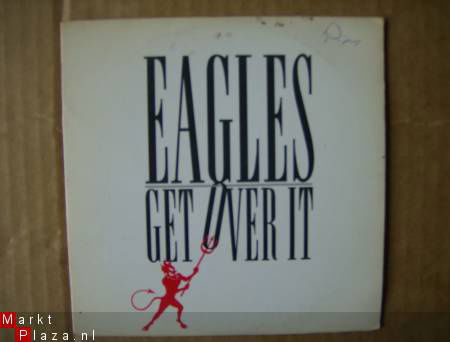 EAGLES
GET OVER IT
Markt
Plaza.nl